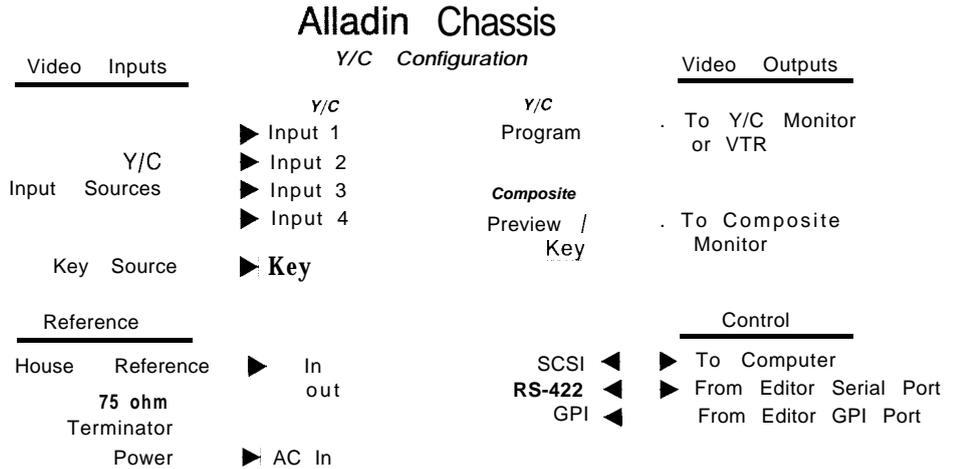 Alladin Chassis
Y/C Configuration
Video Inputs
Y/C
Input Sources
Key Source
Y/C
Input 1
Input 2
Input 3
Input 4
Key
Y/C
Program
Composite
Preview /
Key
Video Outputs
. To Y/C Monitor
or VTR
. To Composite
Monitor
Reference
House Reference
75 ohm
Terminator
Power
In
out
AC In
SCSI
RS-422
GPI
Control
To Computer
From Editor Serial Port
From Editor GPI Port